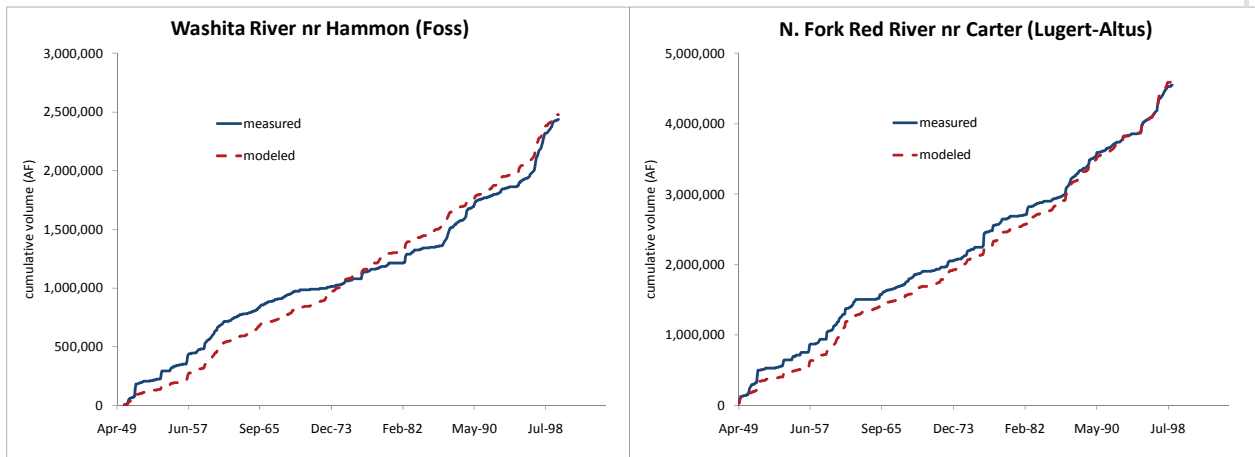 Washita River nr Hammon (Foss)
3,000,000
2,500,000
2,000,000
1,500,000
1,000,000
500,000
0
cumulative volume (AF)
measured
modeled
Apr-49
Jun-57
Sep-65
Dec-73
Feb-82
May-90
Jul-98
N. Fork Red River nr Carter (Lugert-Altus)
5,000,000
4,000,000
3,000,000
2,000,000
1,000,000
0
cumulative volume (AF)
measured
modeled
Apr-49
Jun-57
Sep-65
Dec-73
Feb-82
May-90
Jul-98